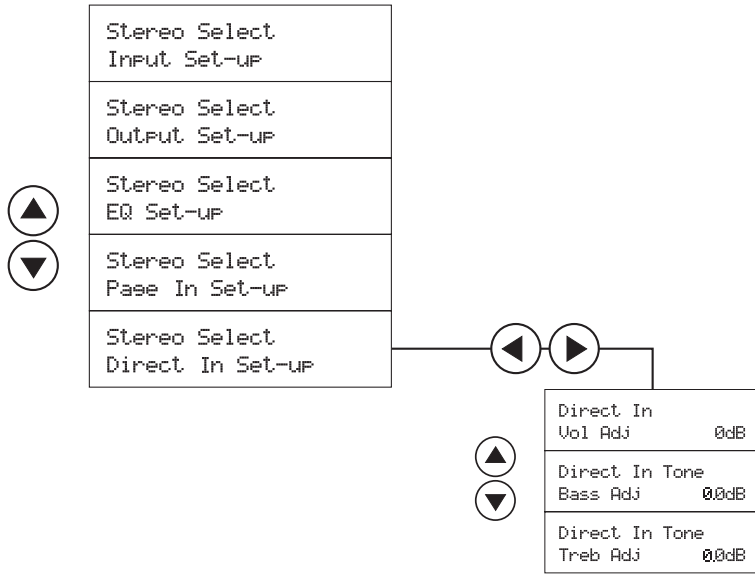 Stereo Select
Input Set-up
Stereo Select
Output Set-up
Stereo Select
EQ Set-up
Stereo Select
Page In Set-up
Stereo Select
Direct In Set-up
Direct In
Vol Adj 0dB
Direct In Tone
Bass Adj 0.0dB
Direct In Tone
Treb Adj 0.0dB